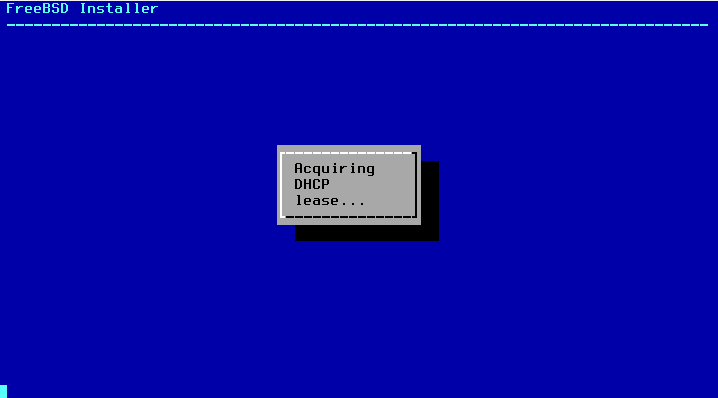 FreeBSD Installer
Acquiring
DHCP
lease...